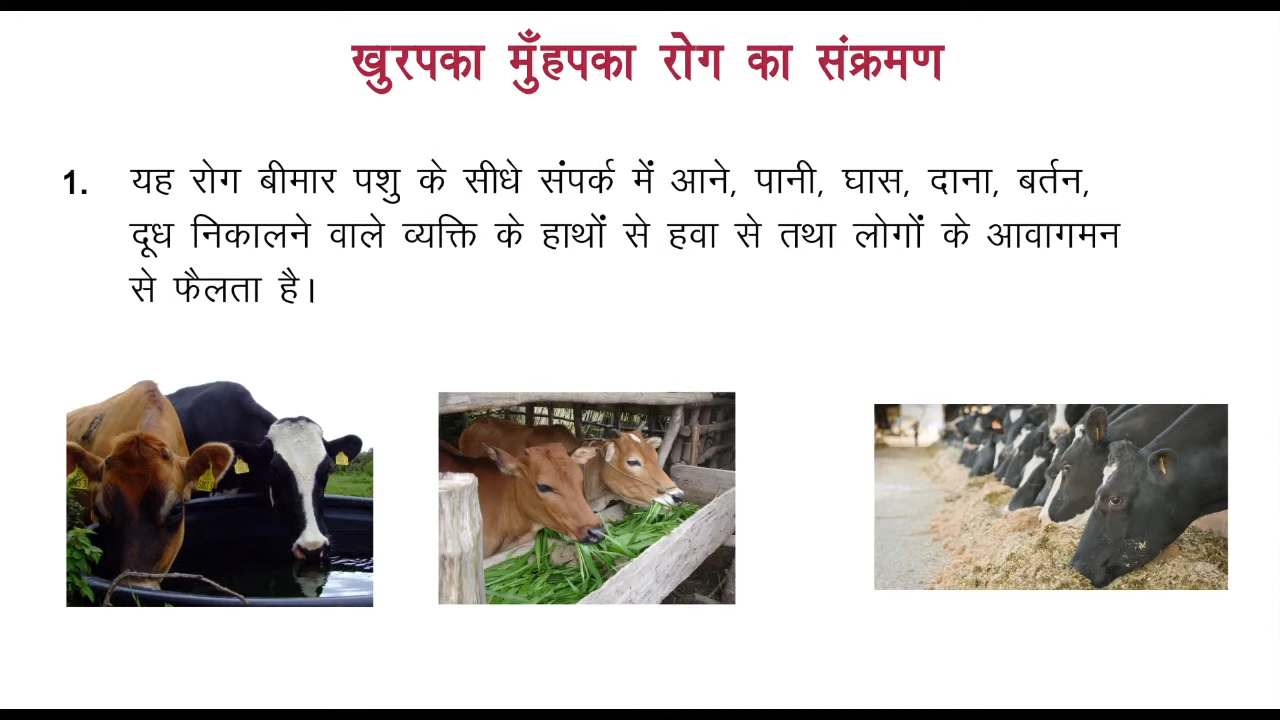 खुरपका मुँहपका रोग का संक्रमण
1. यह रोग बीमार पशु के सीधे संपर्क में आने, पानी, घास, दाना, बर्तन,
दूध निकालने वाले व्यक्ति के हाथों से हवा से तथा लोगों के आवागमन
से फैलता है।